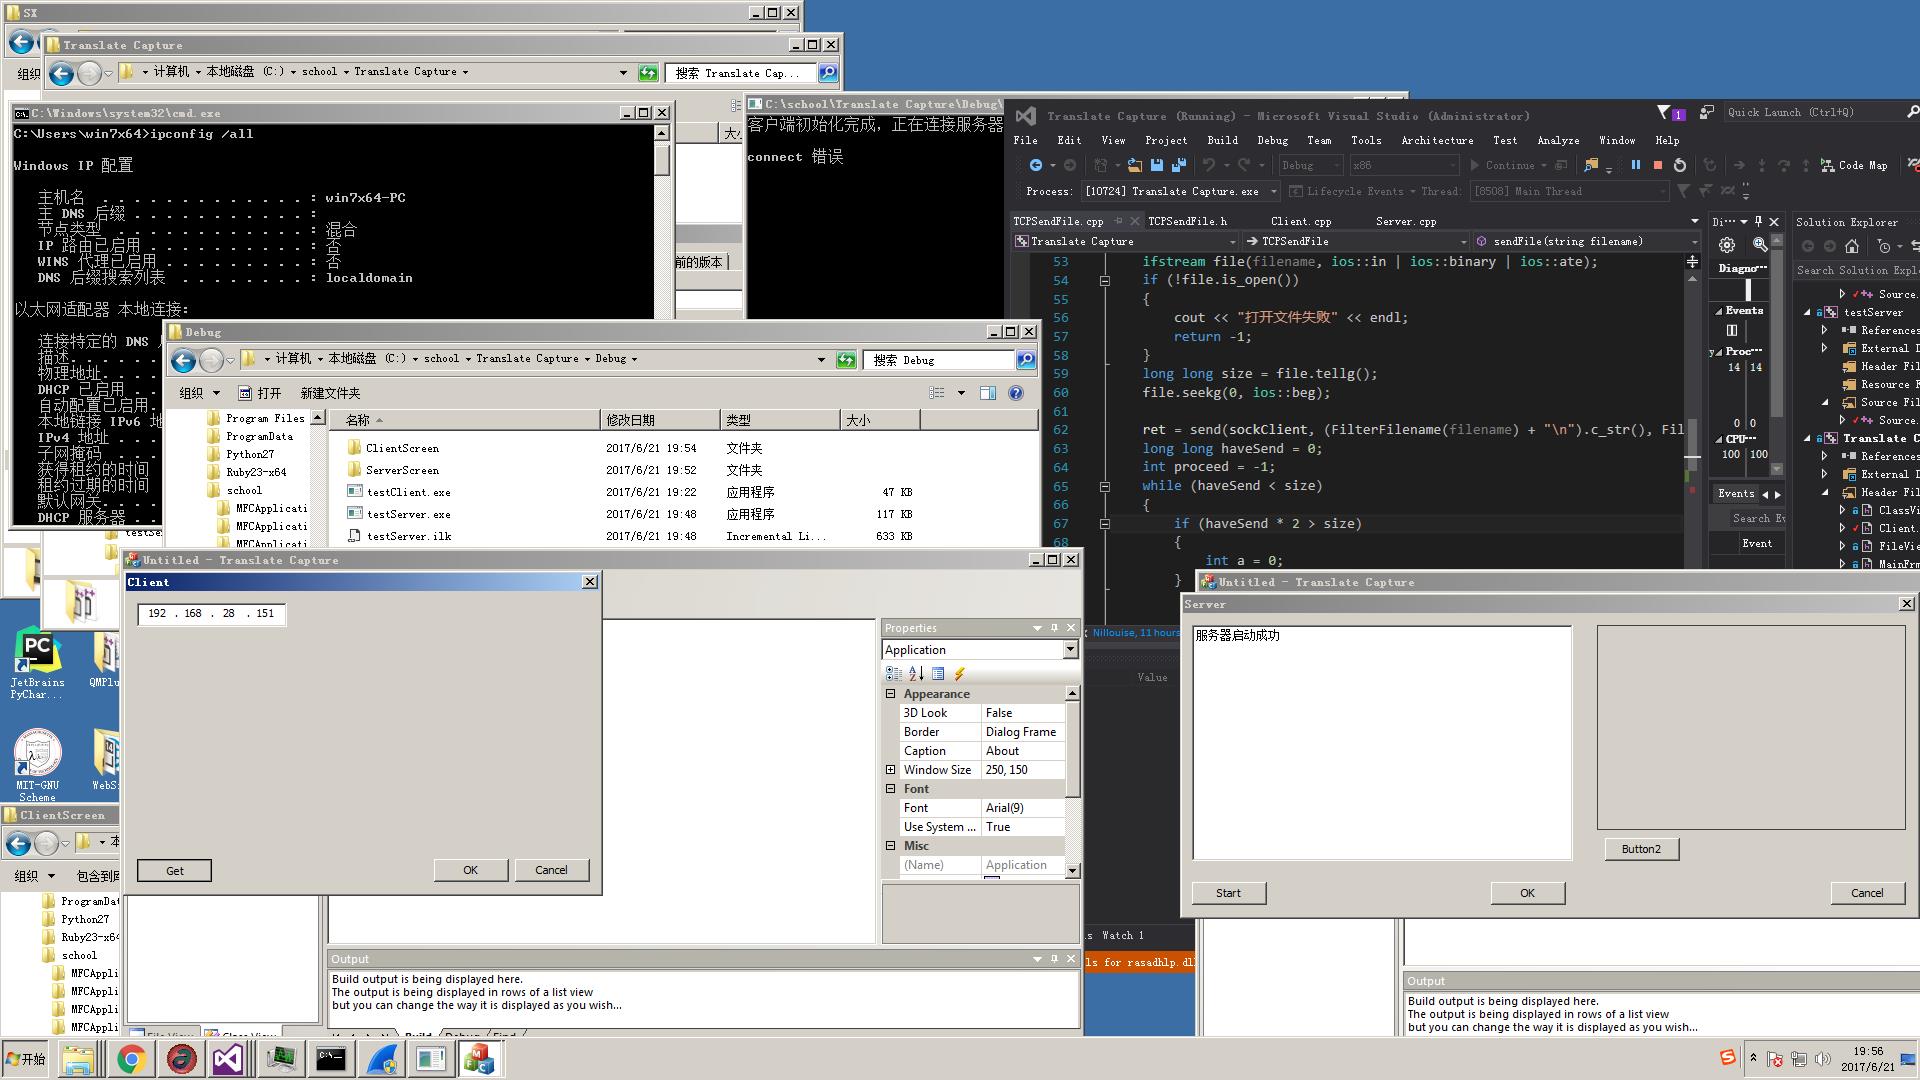 SX
组织
Translate Capture
计算机 本地磁盘 (C:) school Translate Capture
搜索 Translate Cap...
C:\Windows\system32\cmd.exe
C:\Users\win7x64>ipconfig /all
Windows IP 配置
主机名 . . . . . . . . . . . . . : win7x64-PC
主 DNS 后缀 . . . . . . . . . . . :
节点类型 . . . . . . . . . . . . : 混合
IP 路由已启用 . . . . . . . . . . : 否
WINS 代理已启用 . . . . . . . . . : 否
DNS 后缀搜索列表 . . . . . . . . : localdomain
以太网适配器 本地连接:
连接特定的 DNS
描述. . . . .
物理地址. . . .
DHCP 已启用 . .
自动配置已启用.
本地链接 IPv6 地
IPv4 地址 . . .
子网掩码 . . .
获得租约的时间
租约过期的时间
默认网关. . . .
DHCP 服务器 . .
前的版本
C:\school\Translate Capture\Debug\
客户端初始化完成，正在连接服务器
connect 错误
Translate Capture (Running) - Microsoft Visual Studio (Administrator)
1
Quick Launch (Ctrl+Q)
File Edit View Project Build Debug Team Tools Architecture Test Analyze Window Help
Debug x86 Continue Code Map
Process: [10724] Translate Capture.exe Lifecycle Events Thread: [8508] Main Thread
TCPSendFile.cpp TCPSendFile.h Client.cpp Server.cpp
Translate Capture TCPSendFile sendFile(string filename)
53 ifstream file(filename, ios::in | ios::binary | ios::ate);
54 if (!file.is_open())
55 {
56 cout << "打开文件失败" << endl;
57 return -1;
58 }
59 long long size = file.tellg();
60 file.seekg(0, ios::beg);
61
62 ret = send(sockClient, (FilterFilename(filename) + "\n").c_str(), Fil
63 long long haveSend = 0;
64 int proceed = -1;
65 while (haveSend < size)
66 {
67 if (haveSend * 2 > size)
68 {
int a = 0;
}
Nillouise, 11 hours
Value
Watch 1
ls for rasadhlp.dl
Di...
Diagno...
Events
Proc...
14 14
0 0
CPU...
100 100
Events
Search Ev
Event
Solution Explorer
Search Solution Explo
Source.
testServer
References
External D
Header Fil
Resource F
Source Fil
Source.
Translate C
References
External D
Header Fil
ClassVi
Client.
FileVie
MainFrm
Debug
计算机 本地磁盘 (C:) school Translate Capture Debug
搜索 Debug
组织 打开 新建文件夹
Program Files
ProgramData
Python27
Ruby23-x64
school
MFCApplicati
MFCApplicati
MFCApplicati
名称 修改日期 类型 大小
ClientScreen 2017/6/21 19:54 文件夹
ServerScreen 2017/6/21 19:52 文件夹
testClient.exe 2017/6/21 19:22 应用程序 47 KB
testServer.exe 2017/6/21 19:48 应用程序 117 KB
testServer.ilk 2017/6/21 19:48 Incremental Li... 633 KB
Untitled - Translate Capture
Client
192 . 168 . 28 . 151
Get OK Cancel
Properties
Application
Appearance
3D Look False
Border Dialog Frame
Caption About
Window Size 250, 150
Font
Font Arial(9)
Use System ... True
Misc
(Name) Application
Output
Build output is being displayed here.
The output is being displayed in rows of a list view
but you can change the way it is displayed as you wish...
Untitled - Translate Capture
Server
服务器启动成功
Button2
Start OK Cancel
Output
Build output is being displayed here.
The output is being displayed in rows of a list view
but you can change the way it is displayed as you wish...
JetBrains
PyChar...
QMPlu
MIT-GNU
Scheme
WebS
ClientScreen
组织 包含到库
ProgramDat
Python27
Ruby23-x64
school
MFCAppli
MFCAppli
MFCAppli
MFCAppli
开始
19:56
2017/6/21